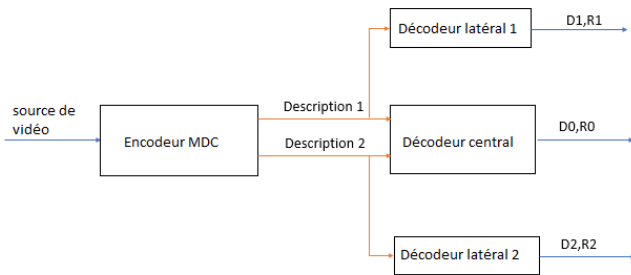 Décodeur latéral 1
D1,R1
source de
vidéo
Encodeur MDC
Description 1
Description 2
Décodeur central
D0,R0
Décodeur latéral 2
D2,R2